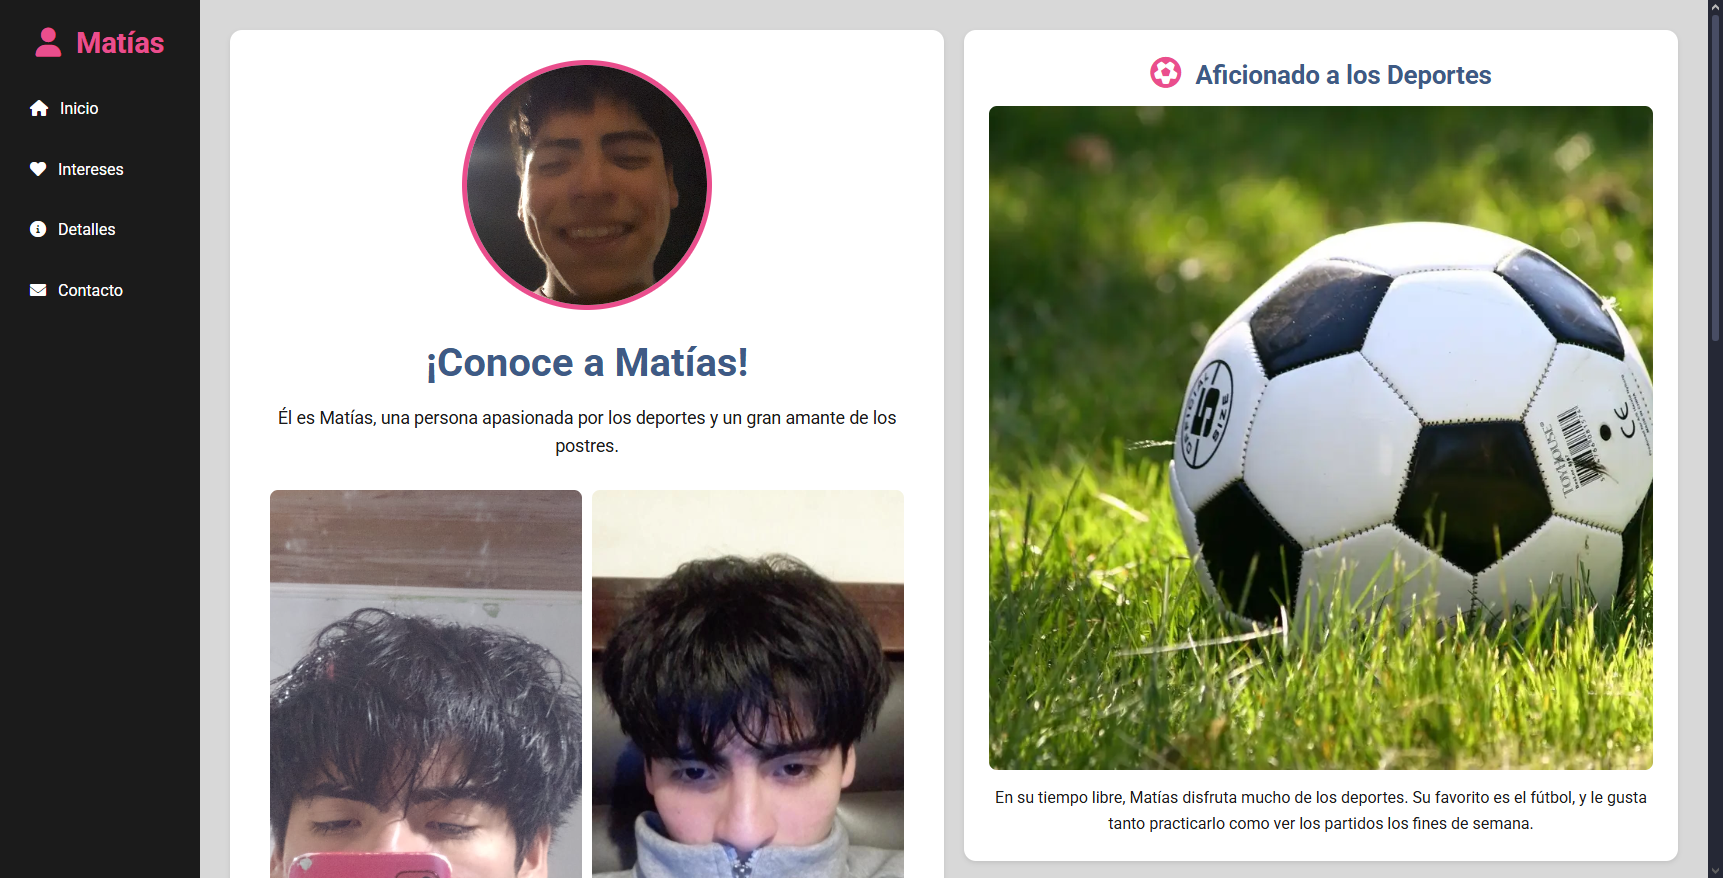 Matías
Inicio
Intereses
Detalles
Contacto
¡Conoce a Matías!
Él es Matías, una persona apasionada por los deportes y un gran amante de los
postres.
Aficionado a los Deportes
OFFICIAL
5
SIZE
CE
En su tiempo libre, Matías disfruta mucho de los deportes. Su favorito es el fútbol, y le gusta
tanto practicarlo como ver los partidos los fines de semana.